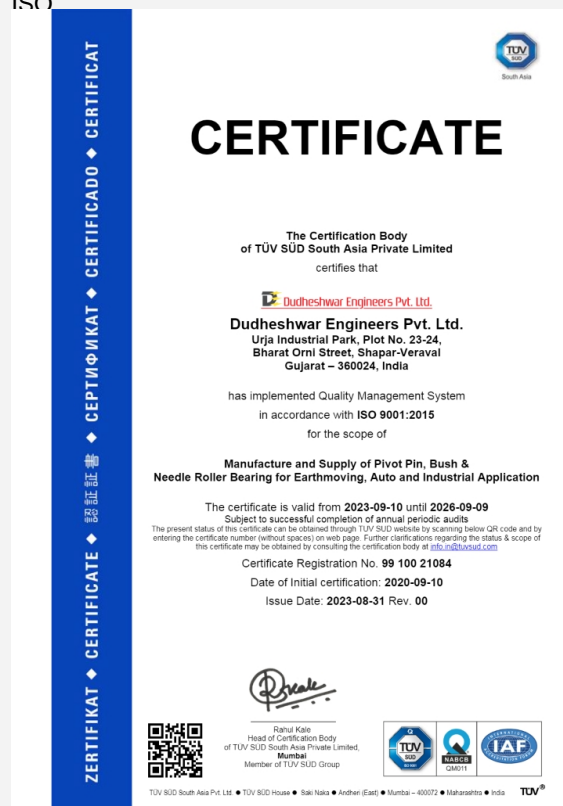 ISO
TÜV
SÜD
South Asia
ZERTIFIKAT ◆ CERTIFICATE ◆ 認証証書 ◆ СЕРТИФИКАТ ◆ CERTIFICADO ◆ CERTIFICAT
CERTIFICATE
The Certification Body
of TÜV SÜD South Asia Private Limited
certifies that
Dudheshwar Engineers Pvt. Ltd.
Dudheshwar Engineers Pvt. Ltd.
Urja Industrial Park, Plot No. 23-24,
Bharat Orni Street, Shapar-Veraval
Gujarat – 360024, India
has implemented Quality Management System
in accordance with ISO 9001:2015
for the scope of
Manufacture and Supply of Pivot Pin, Bush &
Needle Roller Bearing for Earthmoving, Auto and Industrial Application
The certificate is valid from 2023-09-10 until 2026-09-09
Subject to successful completion of annual periodic audits
The present status of this certificate can be obtained through TUV SUD website by scanning below QR code and by
entering the certificate number (without spaces) on web page. Further clarifications regarding the status & scope of
this certificate may be obtained by consulting the certification body at info.in@tuvsud.com
Certificate Registration No. 99 100 21084
Date of Initial certification: 2020-09-10
Issue Date: 2023-08-31 Rev. 00
Rahul Kale
Head of Certification Body
of TÜV SÜD South Asia Private Limited,
Mumbai
Member of TÜV SÜD Group
Q
TÜV
SÜD
NABCB
QM011
IAF
TÜV SÜD South Asia Pvt. Ltd. ● TÜV SÜD House ● Saki Naka ● Andheri (East) ● Mumbai – 400072 ● Maharashtra ● India
TÜV®